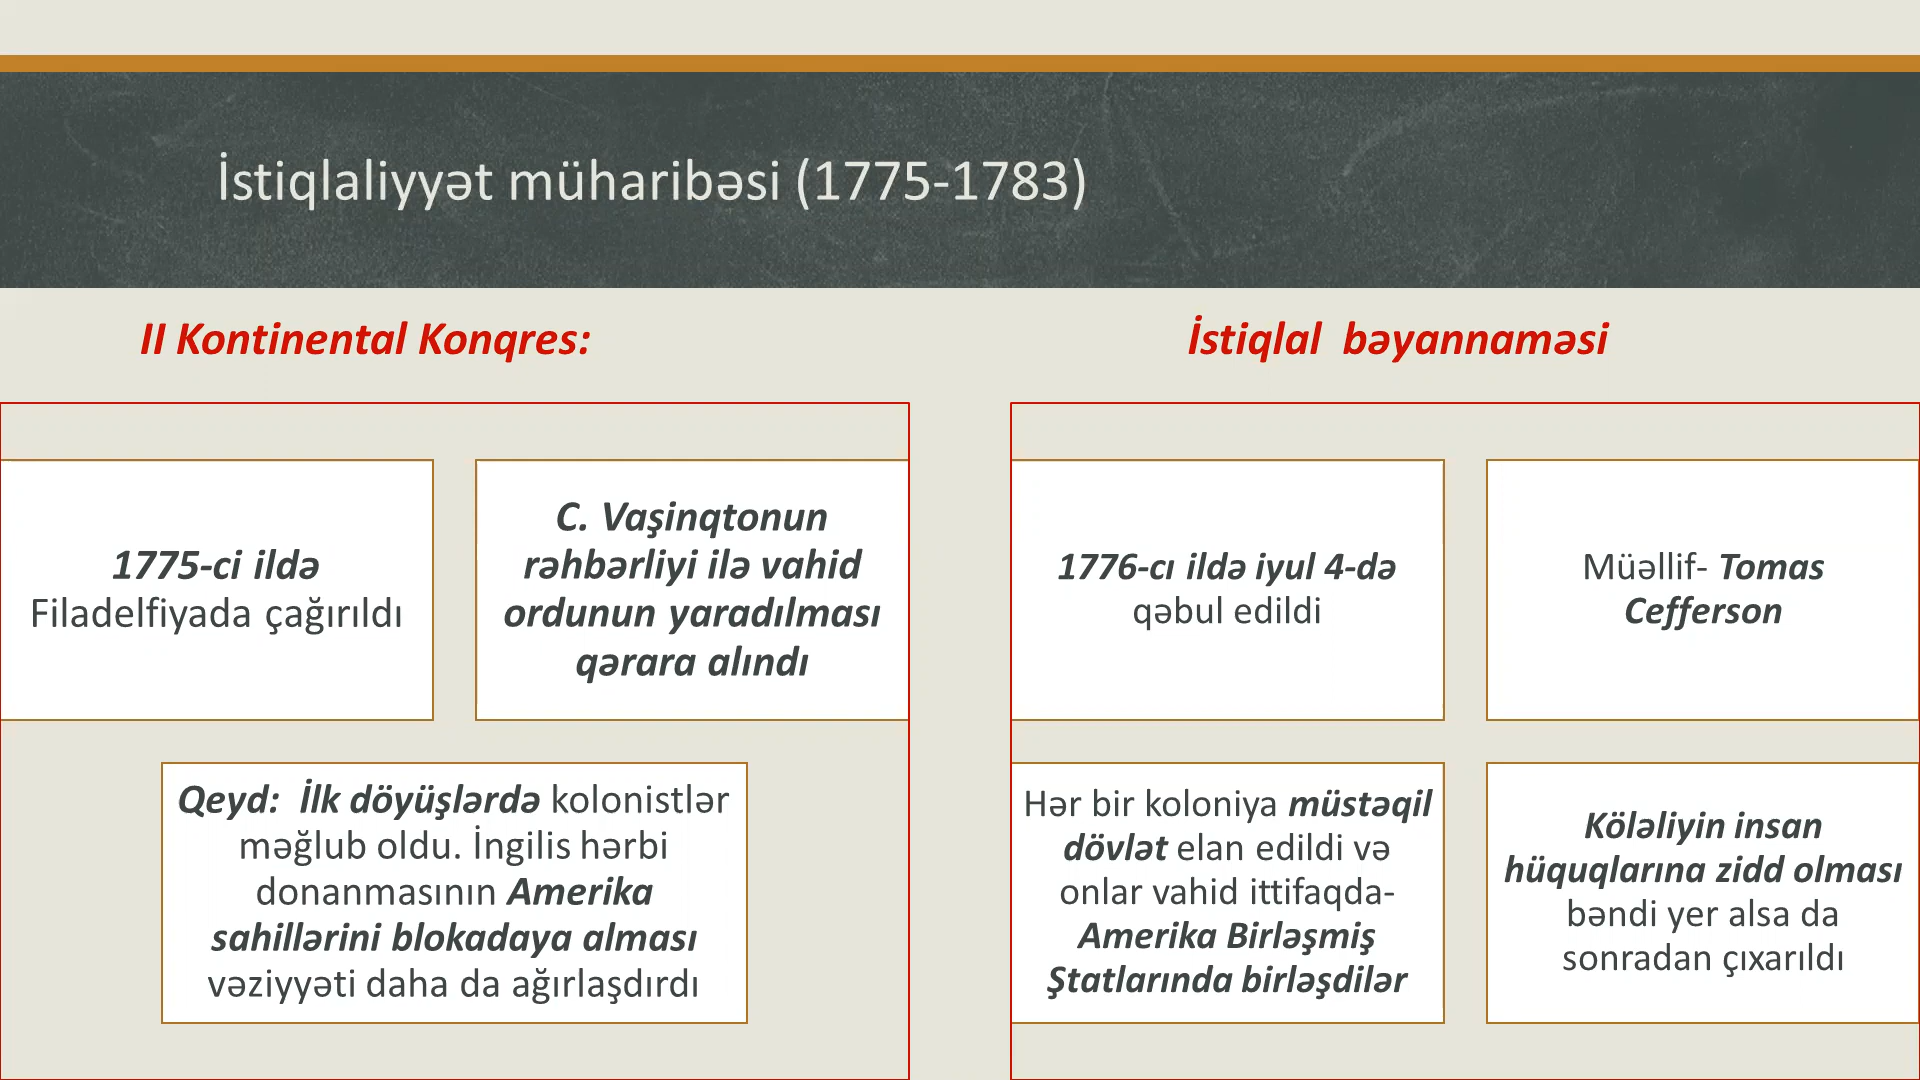 İstiqlaliyyət müharibəsi (1775-1783)
II Kontinental Konqres:
1775-ci ildə
Filadelfiyada çağırıldı
C. Vaşinqtonun
rəhbərliyi ilə vahid
ordunun yaradılması
qərara alındı
Qeyd:  İlk döyüşlərdə kolonistlər
məğlub oldu. İngilis hərbi
donanmasının Amerika
sahillərini blokadaya alması
vəziyyəti daha da ağırlaşdırdı
İstiqlal  bəyannaməsi
1776-cı ildə iyul 4-də
qəbul edildi
Müəllif- Tomas
Cefferson
Hər bir koloniya müstəqil
dövlət elan edildi və
onlar vahid ittifaqda-
Amerika Birləşmiş
Ştatlarında birləşdilər
Köləliyin insan
hüquqlarına zidd olması
bəndi yer alsa da
sonradan çıxarıldı